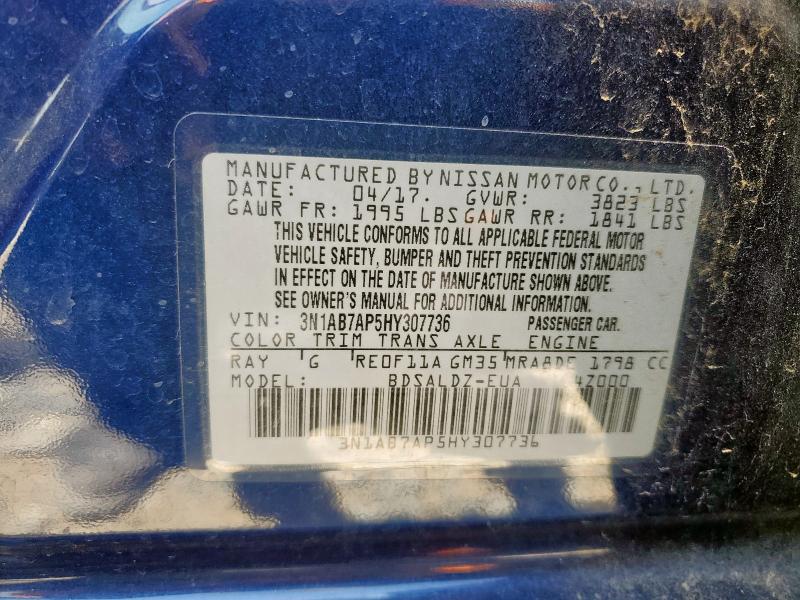 MANUFACTURED BY NISSAN MOTOR CO., LTD.
DATE: 04/17. GVWR: 3823 LBS
GAWR FR: 1995 LBS GAWR RR: 1841 LBS
THIS VEHICLE CONFORMS TO ALL APPLICABLE FEDERAL MOTOR
VEHICLE SAFETY, BUMPER AND THEFT PREVENTION STANDARDS
IN EFFECT ON THE DATE OF MANUFACTURE SHOWN ABOVE.
SEE OWNER'S MANUAL FOR ADDITIONAL INFORMATION.
VIN: 3N1AB7AP5HY307736 PASSENGER CAR.
COLOR TRIM TRANS AXLE ENGINE
RAY G RE0F11A GM35 MRA8DE 1798 CC
MODEL: BDSALDZ-EUA 4Z000
3N1AB7AP5HY307736